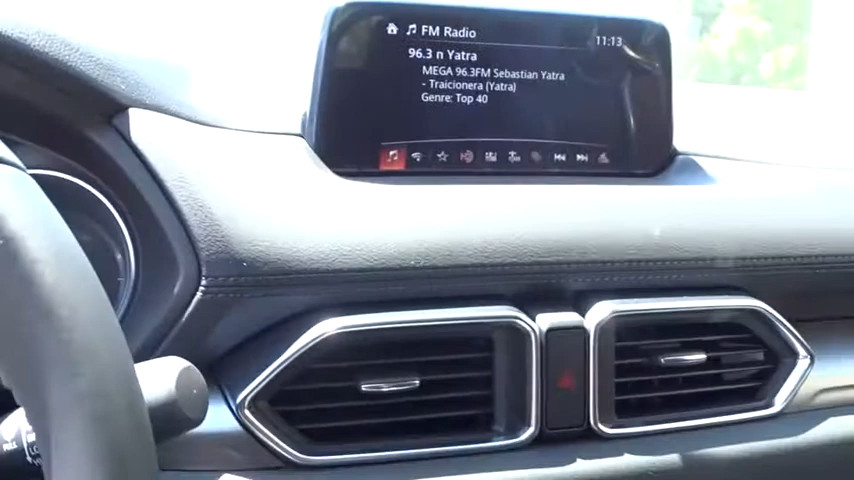 FM Radio
11:13
96.3 n Yatra
MEGA 96.3FM Sebastian Yatra
- Traicionera (Yatra)
Genre: Top 40